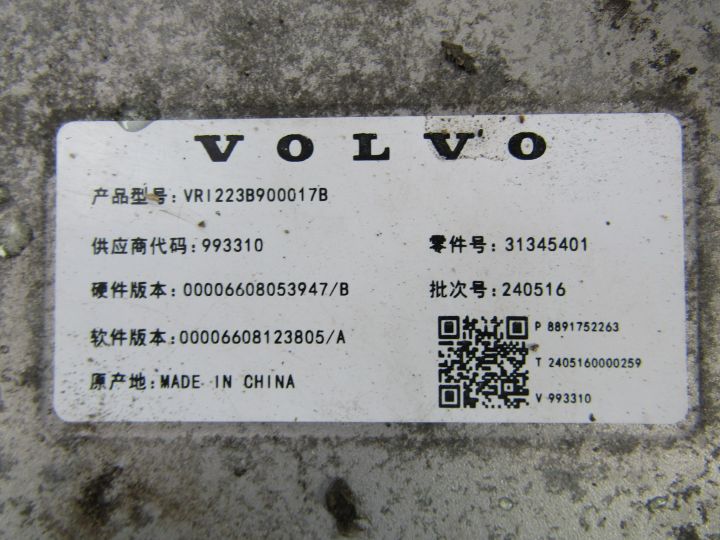 VOLVO
产品型号: VRI223B900017B
供应商代码: 993310
零件号: 31345401
硬件版本: 00006608053947/B
批次号: 240516
软件版本: 00006608123805/A
原产地: MADE IN CHINA
P 8891752263
T 2405160000259
V 993310